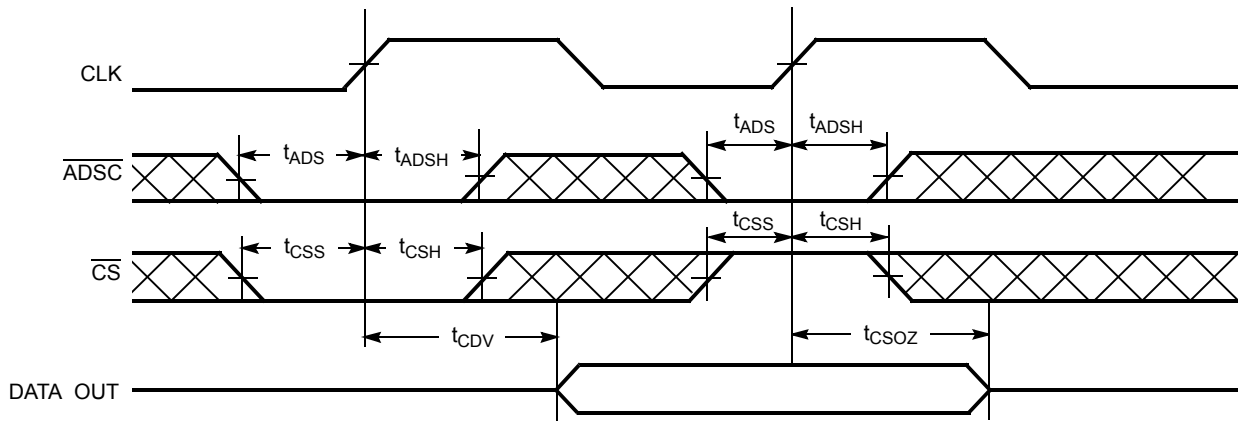 CLK
tADS tADSH
ADSC
tADS tADSH
CS
tCSS tCSH
tCSS tCSH
tCDV
tCSOZ
DATA OUT